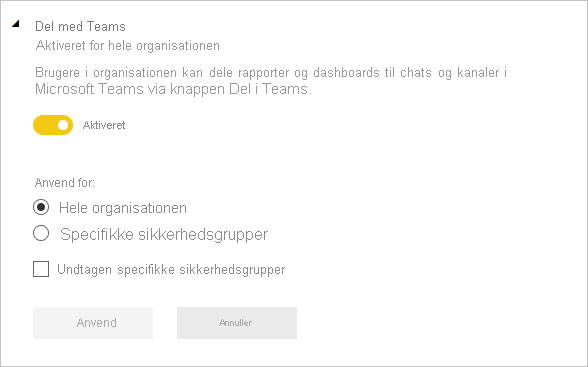 Del med Teams
Aktiveret for hele organisationen
Brugere i organisationen kan dele rapporter og dashboards til chats og kanaler i
Microsoft Teams via knappen Del i Teams.
Aktiveret
Anvend for:
Hele organisationen
Specifikke sikkerhedsgrupper
Undtagen specifikke sikkerhedsgrupper
Anvend
Annuller